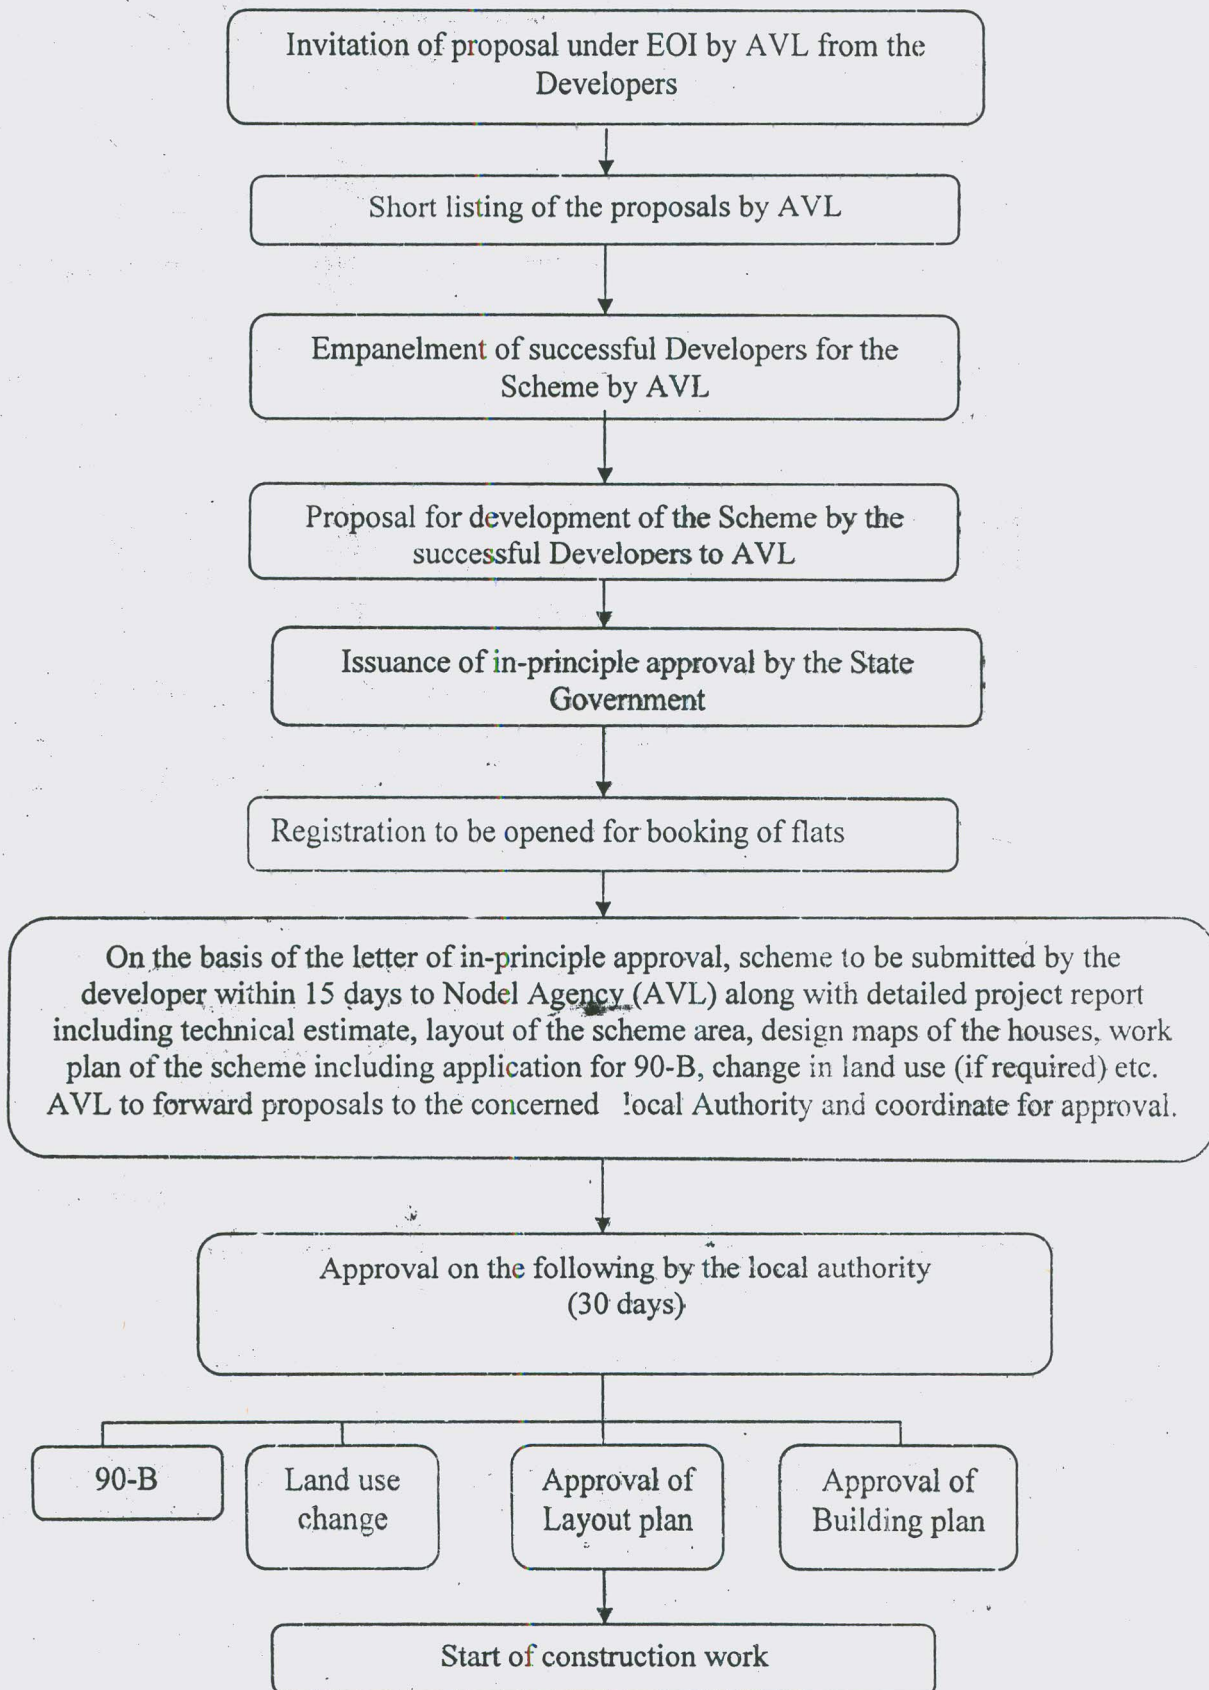 Invitation of proposal under EOI by AVL from the
Developers
Short listing of the proposals by AVL
Empanelment of successful Developers for the
Scheme by AVL
Proposal for development of the Scheme by the
successful Developers to AVL
Issuance of in-principle approval by the State
Government
Registration to be opened for booking of flats
On the basis of the letter of in-principle approval, scheme to be submitted by the
developer within 15 days to Nodel Agency (AVL) along with detailed project report
including technical estimate, layout of the scheme area, design maps of the houses, work
plan of the scheme including application for 90-B, change in land use (if required) etc.
AVL to forward proposals to the concerned local Authority and coordinate for approval.
Approval on the following by the local authority
(30 days)
90-B
Land use
change
Approval of
Layout plan
Approval of
Building plan
Start of construction work